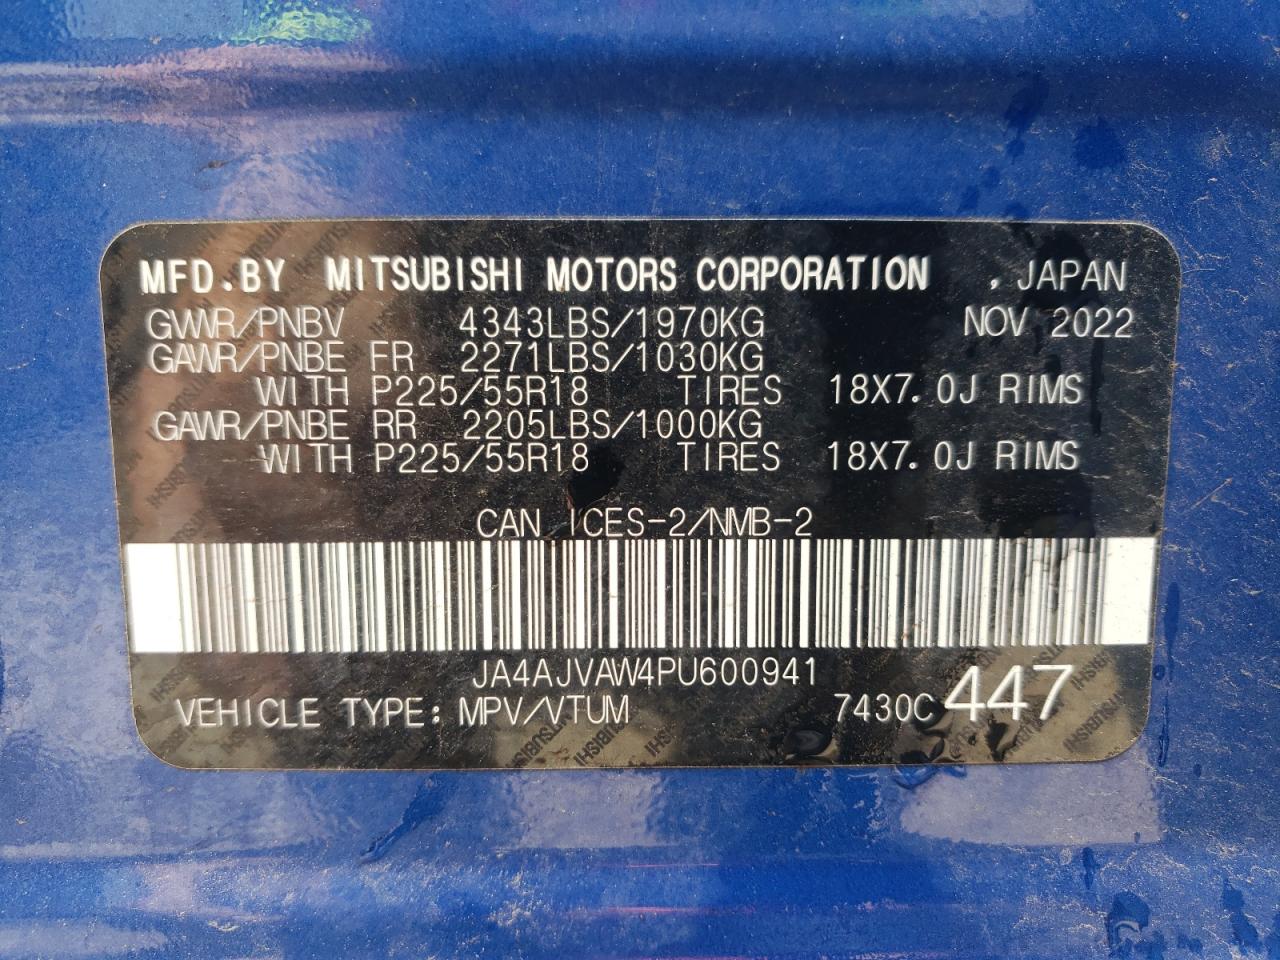 MFD.BY MITSUBISHI MOTORS CORPORATION , JAPAN
GWWR/PNBV 4343LBS/1970KG NOV 2022
GAWR/PNBE FR 2271LBS/1030KG
WITH P225/55R18 TIRES 18X7.0J RIMS
GAWR/PNBE RR 2205LBS/1000KG
WITH P225/55R18 TIRES 18X7.0J RIMS
CAN ICES-2/NMB-2
JA4AJVAW4PU600941
VEHICLE TYPE: MPV/VTUM 7430C 447